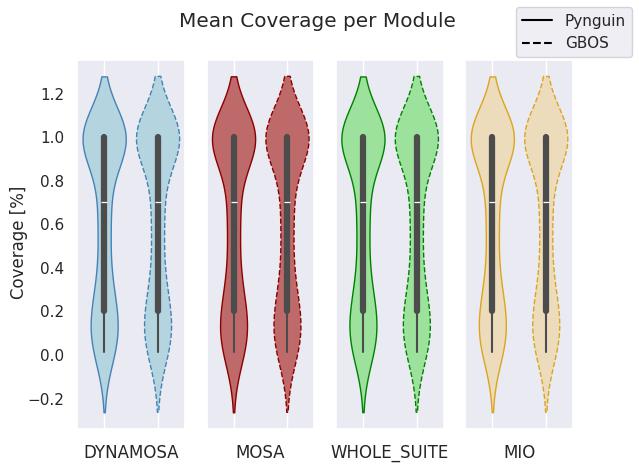 Mean Coverage per Module
Pynguin
GBOS
Coverage [%]
1.2
1.0
0.8
0.6
0.4
0.2
0.0
−0.2
DYNAMOSA MOSA WHOLE_SUITE MIO